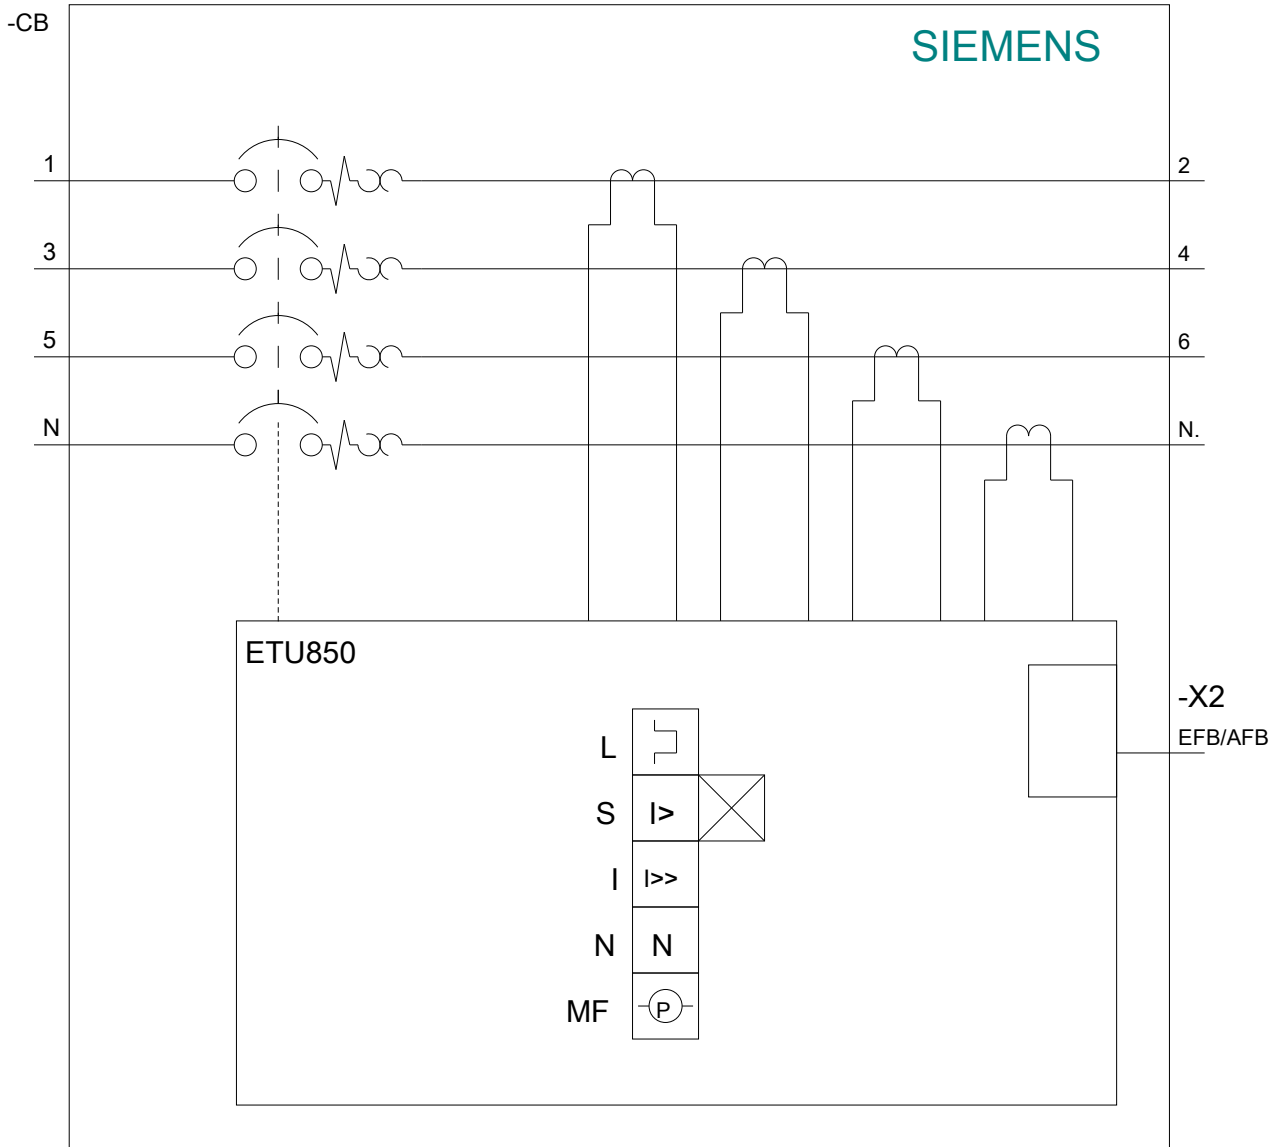 -CB
SIEMENS
1
2
3
4
5
6
N
N.
ETU850
-X2
EFB/AFB
L
S I>
I I>>
N N
MF P